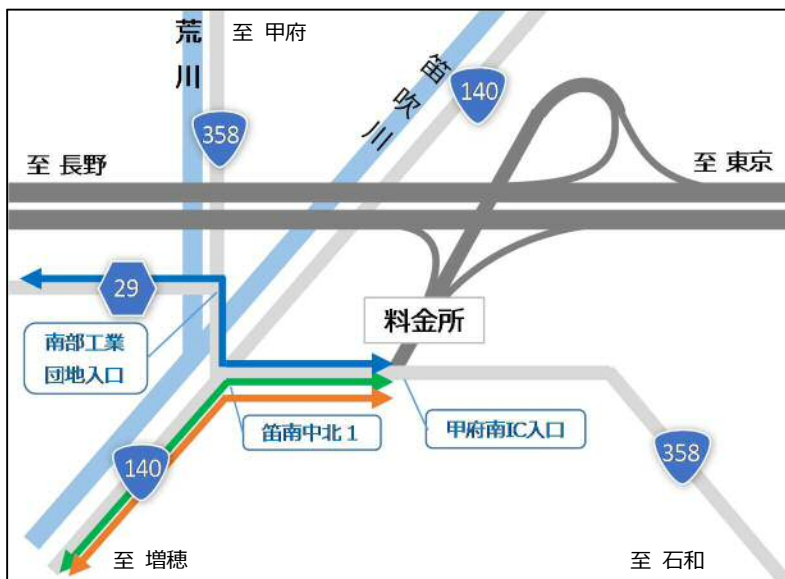 荒川
至 甲府
笛吹川
140
358
至 長野
至 東京
29
料金所
南部工業
団地入口
笛南中北1
甲府南IC入口
140
358
至 増穂
至 石和